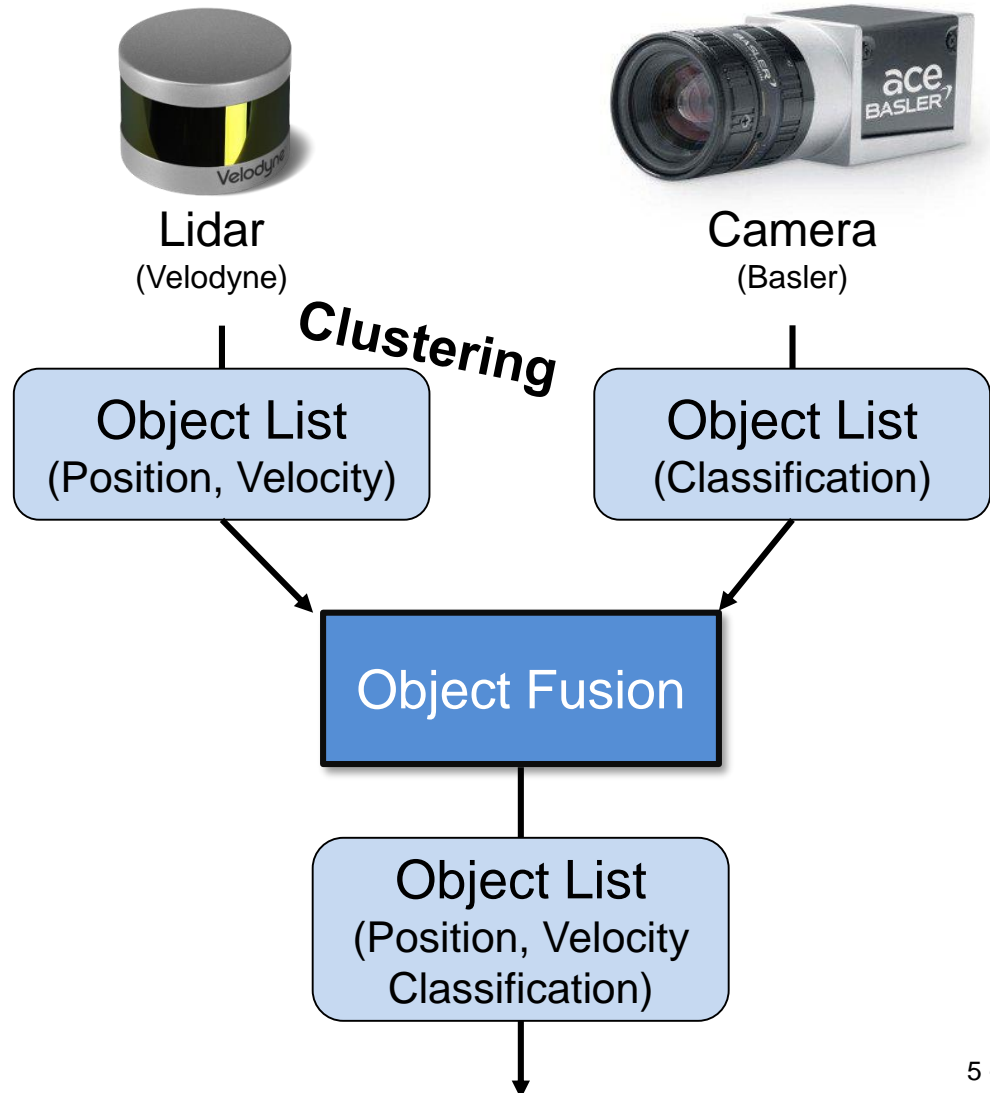 Velodyne
BASLER
ace
BASLER
Lidar
(Velodyne)
Camera
(Basler)
Clustering
Object List
(Position, Velocity)
Object List
(Classification)
Object Fusion
Object List
(Position, Velocity
Classification)
5